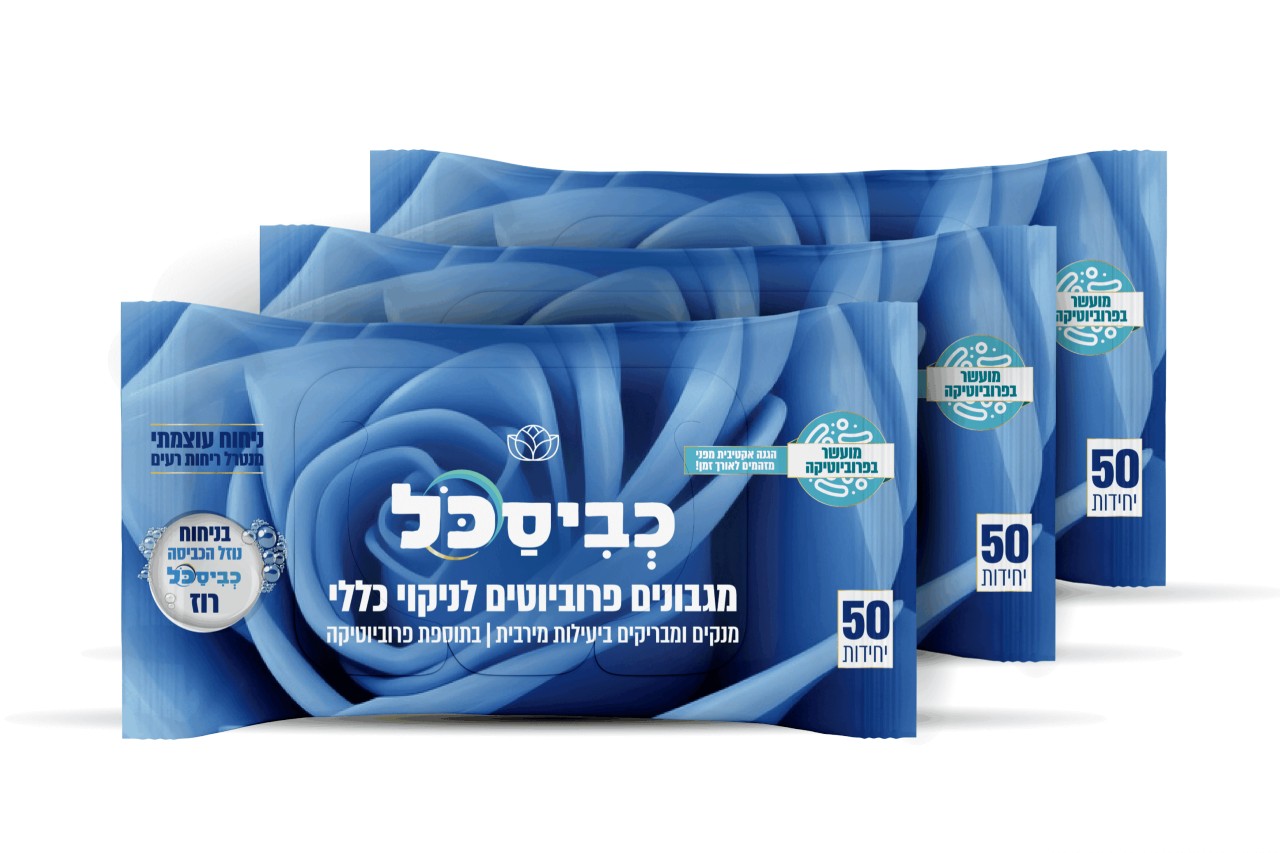 מועשר
בפרוביוטיקה
50
יחידות
מועשר
בפרוביוטיקה
50
יחידות
ניחוח עוצמתי
מנטרל ריחות רעים
הגנה אקטיבית מפני
מזהמים לאורך זמן!
מועשר
בפרוביוטיקה
כְּבִיסַכֹּל
בניחוח
נוזל הכביסה
כְּבִיסַכֹּל
רוז
מגבונים פרוביוטים לניקוי כללי
מנקים ומבריקים ביעילות מירבית | בתוספת פרוביוטיקה
50
יחידות